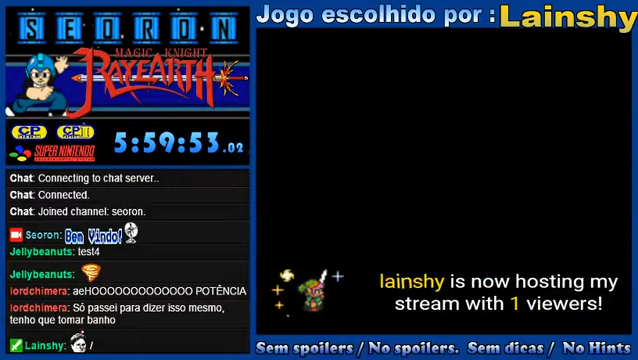 SEORON
Jogo escolhido por : Lainshy
MAGIC KNIGHT
RAYEARTH
SUPER NINTENDO
5:59:53.02
Chat: Connecting to chat server..
Chat: Connected.
Chat: Joined channel: seoron.
Seoron: Bem Vindo!
Jellybeanuts: test4
Jellybeanuts:
lordchimera: aeHOOOOOOOOOOOOO POTÊNCIA
lordchimera: Só passei para dizer isso mesmo,
tenho que tomar banho
Lainshy: /
lainshy is now hosting my
stream with 1 viewers!
Sem spoilers / No spoilers. Sem dicas / No Hints